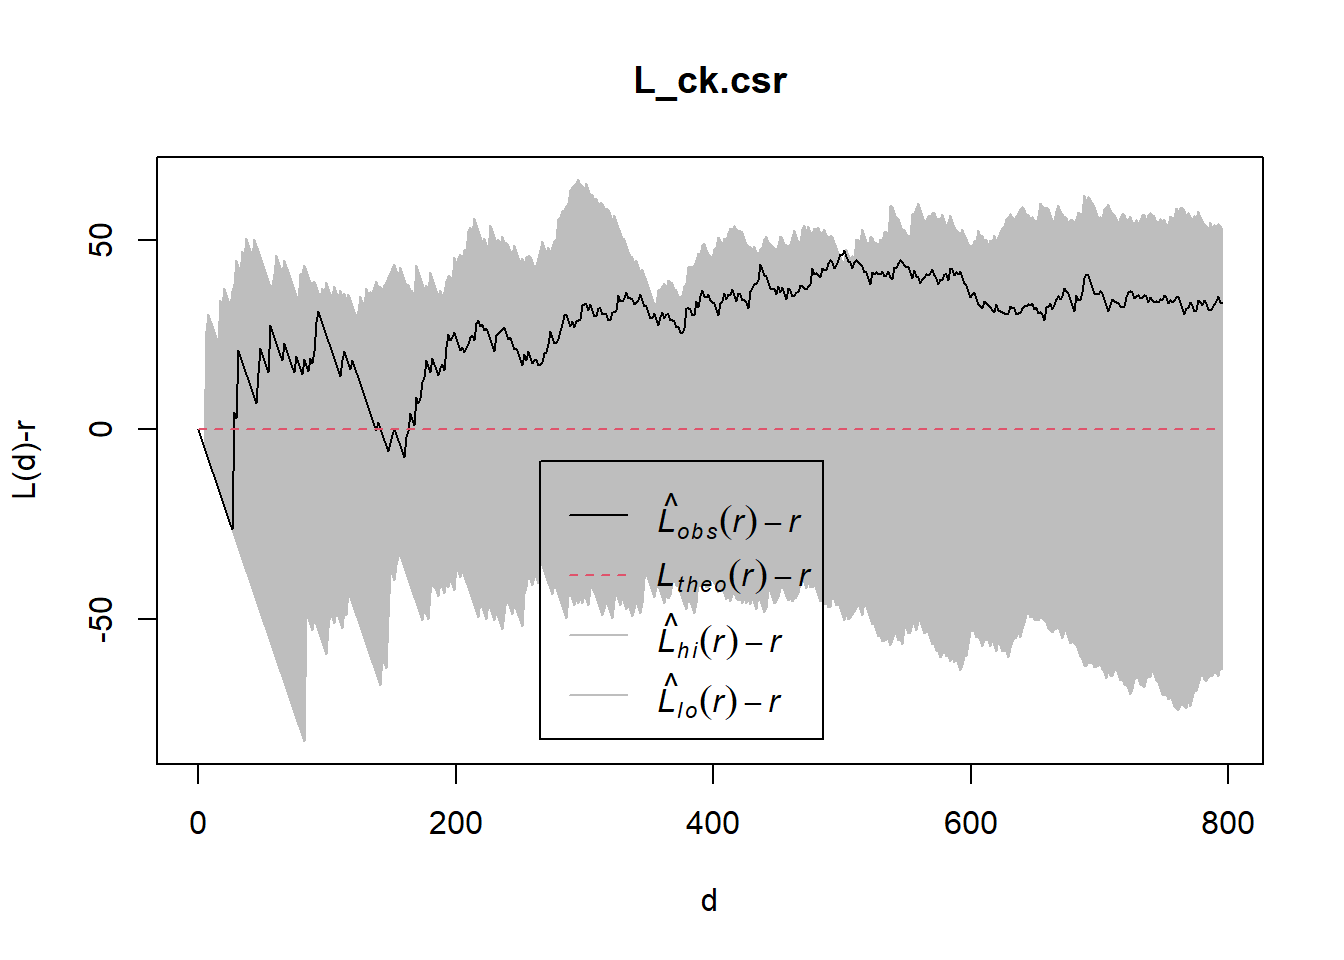 L_ck.csr
L(d)-r
50
0
-50
L̂obs(r) − r
Ltheo(r) − r
L̂hi(r) − r
L̂lo(r) − r
0 200 400 600 800
d